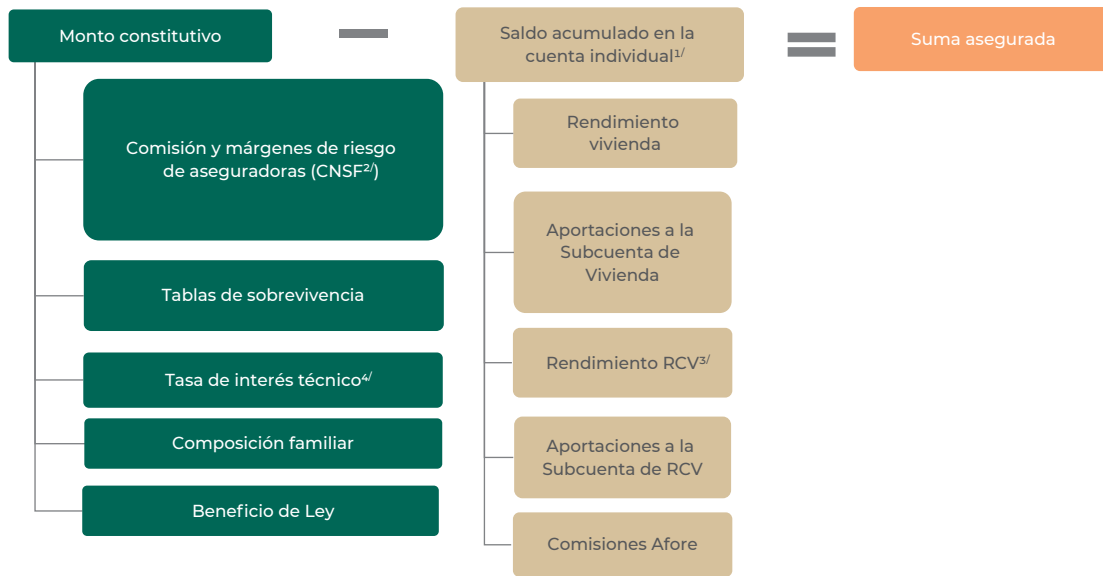 Monto constitutivo
Saldo acumulado en la
cuenta individual¹/
Suma asegurada
Comisión y márgenes de riesgo
de aseguradoras (CNSF²/)
Tablas de sobrevivencia
Tasa de interés técnico⁴/
Composición familiar
Beneficio de Ley
Rendimiento
vivienda
Aportaciones a la
Subcuenta de
Vivienda
Rendimiento RCV³/
Aportaciones a la
Subcuenta de RCV
Comisiones Afore